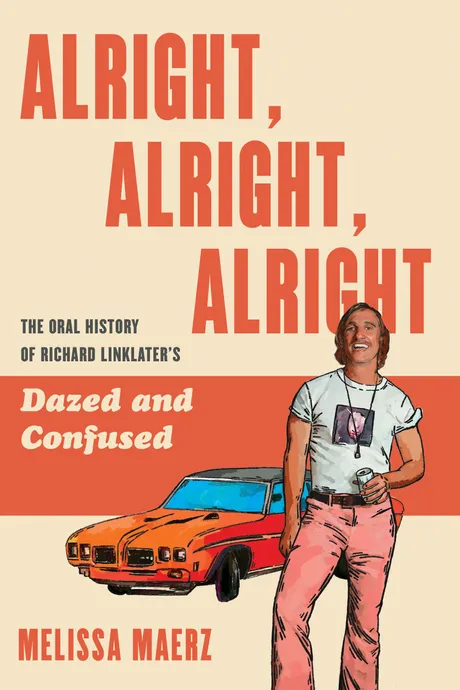 ALRIGHT,
ALRIGHT,
ALRIGHT
THE ORAL HISTORY
OF RICHARD LINKLATER'S
Dazed and
Confused
MELISSA MAERZ